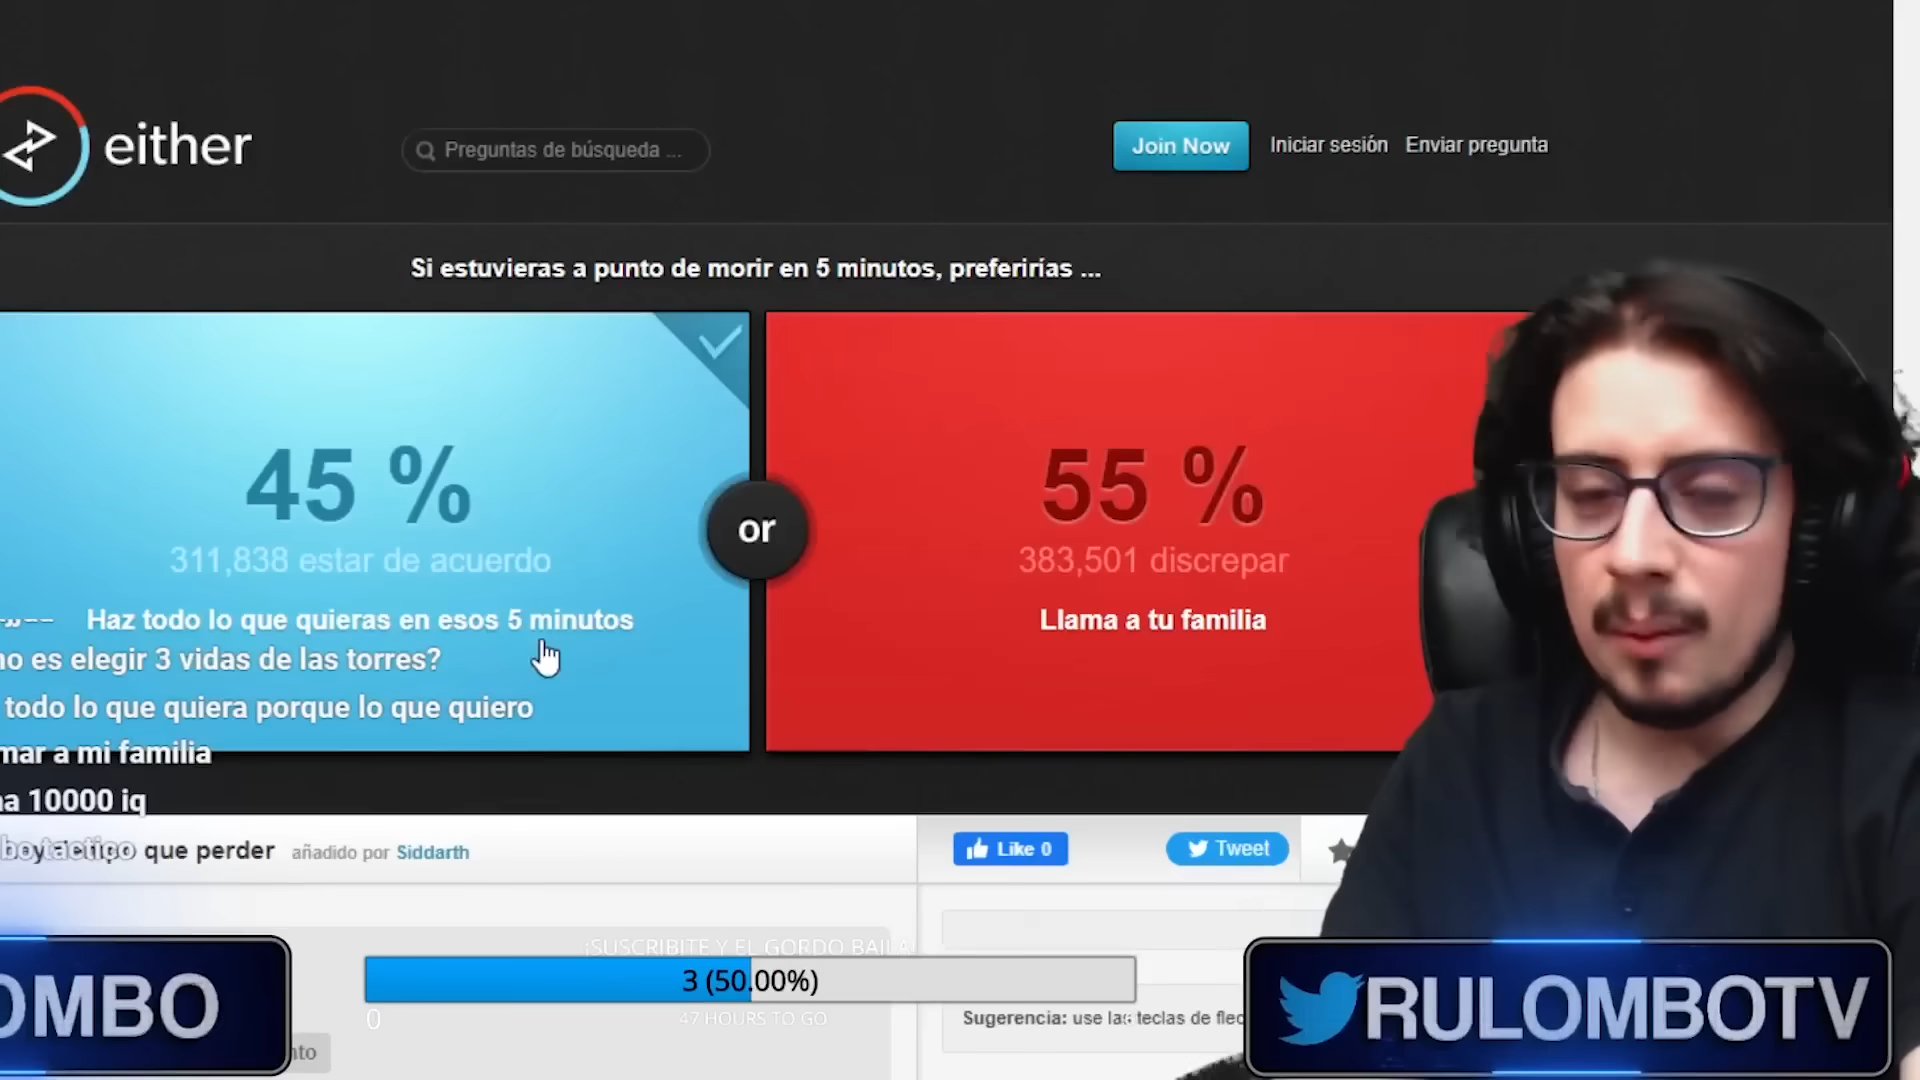 either
Preguntas de búsqueda ...
Join Now
Iniciar sesión
Enviar pregunta
Si estuvieras a punto de morir en 5 minutos, preferirías ...
45 %
311,838 estar de acuerdo
Haz todo lo que quieras en esos 5 minutos
or
55 %
383,501 discrepar
Llama a tu familia
no es elegir 3 vidas de las torres?
todo lo que quiera porque lo que quiero
mar a mi familia
10000 iq
que perder
añadido por Siddarth
Like 0
Tweet
¡SUSCRIBITE Y EL GORDO BAILA
3 (50.00%)
0
47 HOURS TO GO
Sugerencia: use las teclas de flec
OMBO
RULOMBOTV
nto